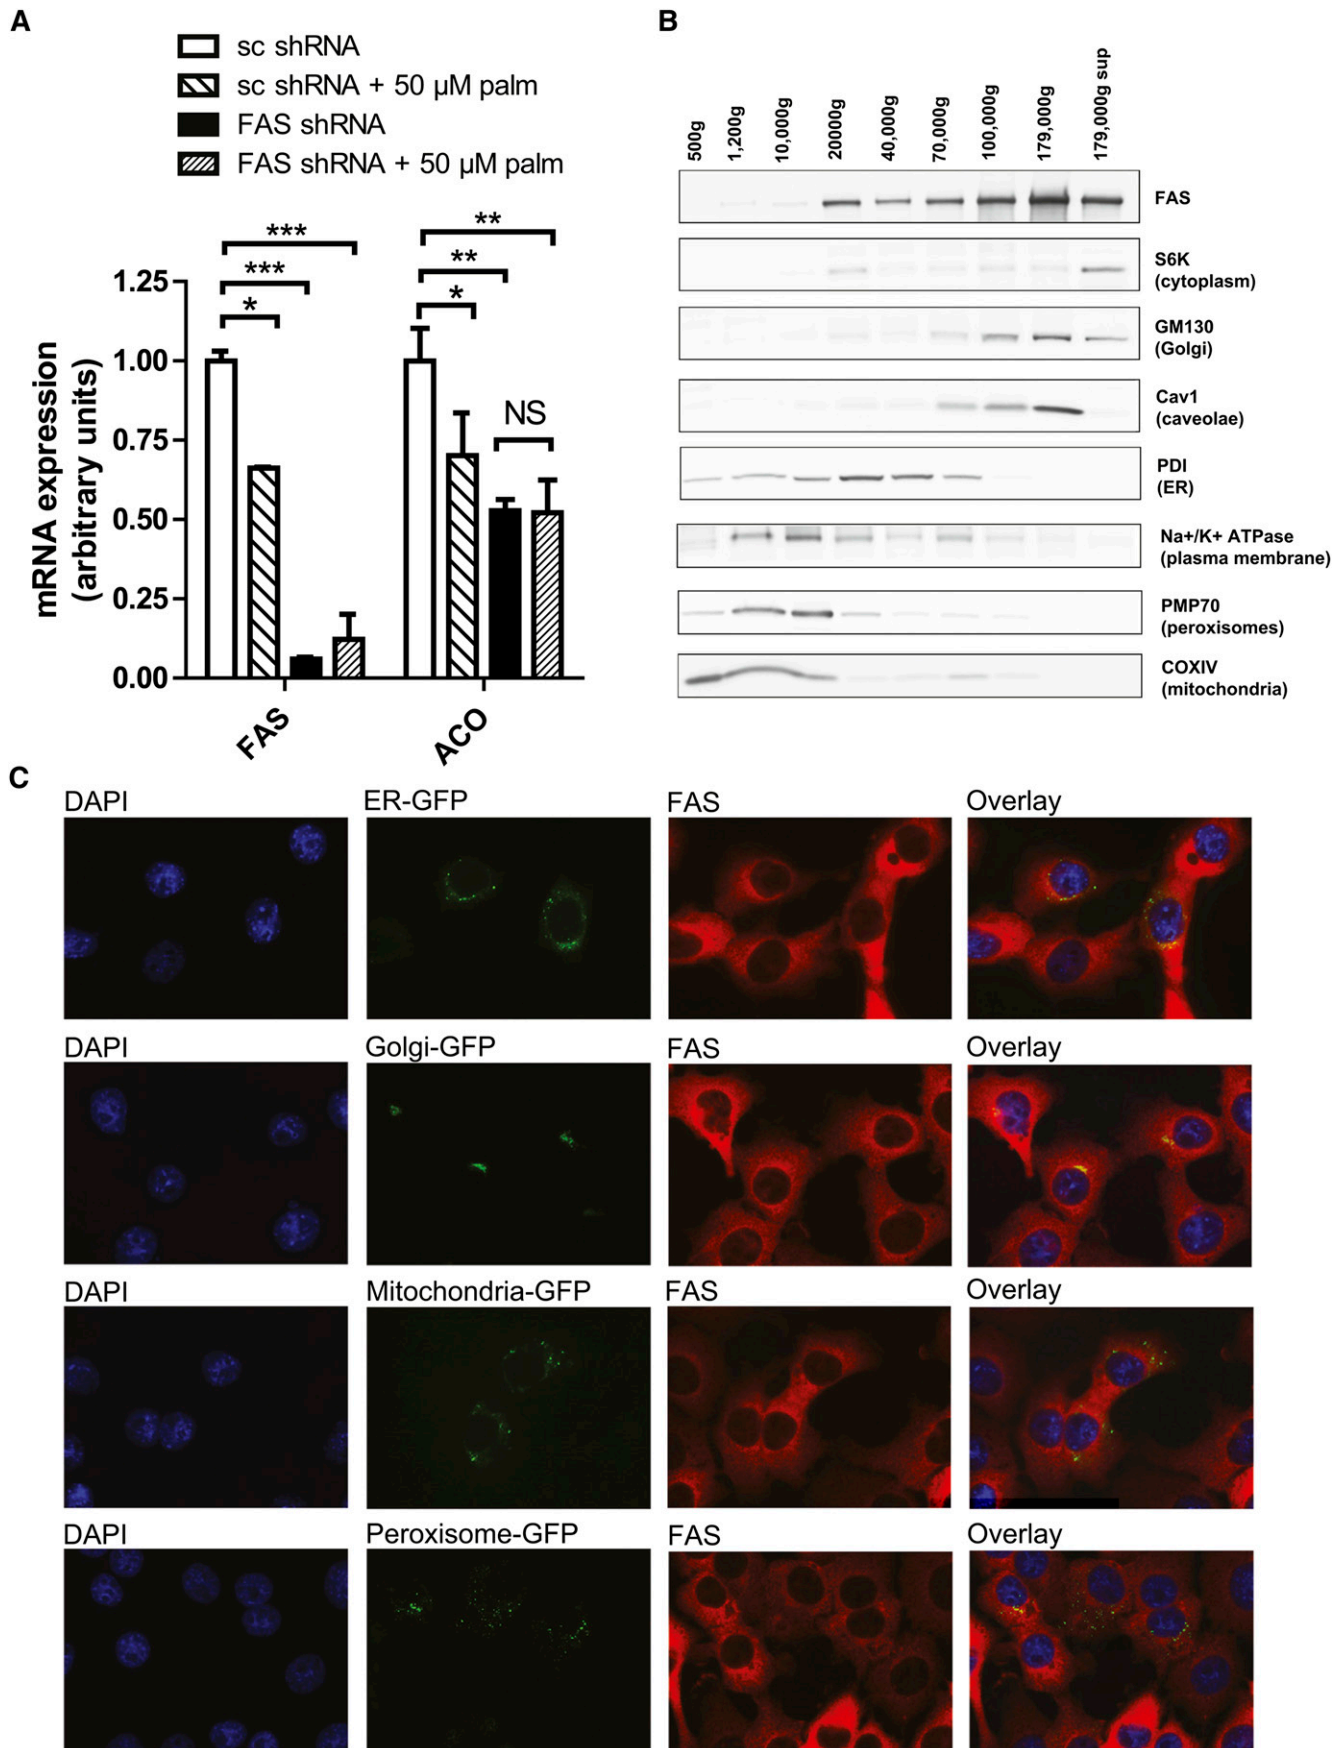 A
sc shRNA
sc shRNA + 50 µM palm
FAS shRNA
FAS shRNA + 50 µM palm
mRNA expression
(arbitrary units)
1.25
1.00
0.75
0.50
0.25
0.00
***
***
*
**
**
*
NS
FAS
ACO
B
500g
1,200g
10,000g
20000g
40,000g
70,000g
100,000g
179,000g
179,000g sup
FAS
S6K
(cytoplasm)
GM130
(Golgi)
Cav1
(caveolae)
PDI
(ER)
Na+/K+ ATPase
(plasma membrane)
PMP70
(peroxisomes)
COXIV
(mitochondria)
C
DAPI ER-GFP FAS Overlay
DAPI Golgi-GFP FAS Overlay
DAPI Mitochondria-GFP FAS Overlay
DAPI Peroxisome-GFP FAS Overlay